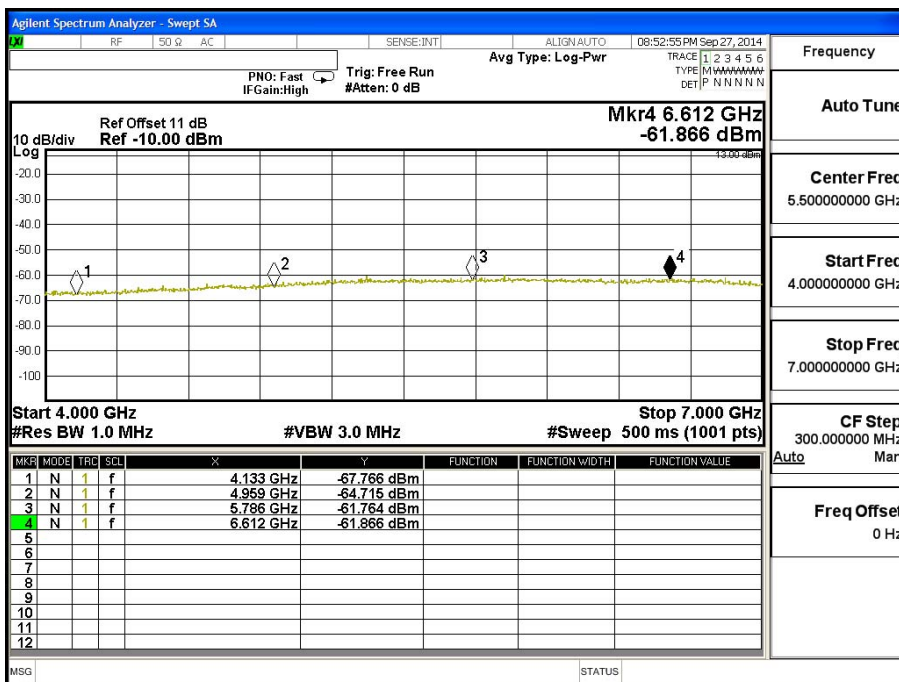 Agilent Spectrum Analyzer - Swept SA
LXI RF 50 Ω AC SENSE:INT ALIGNAUTO 08:52:55 PM Sep 27, 2014
Frequency
Avg Type: Log-Pwr
TRACE 1 2 3 4 5 6
PNO: Fast Trig: Free Run
TYPE M WWWWW
IFGain:High #Atten: 0 dB
DET P N N N N N
Auto Tune
Mkr4 6.612 GHz
Ref Offset 11 dB
10 dB/div Ref -10.00 dBm
-61.866 dBm
Log
-13.00 dBm
-20.0
-30.0
-40.0
-50.0
-60.0
-70.0
-80.0
-90.0
-100
1
2
3
4
Center Freq
5.500000000 GHz
Start Freq
4.000000000 GHz
Stop Freq
7.000000000 GHz
Start 4.000 GHz Stop 7.000 GHz
#Res BW 1.0 MHz #VBW 3.0 MHz #Sweep 500 ms (1001 pts)
CF Step
300.000000 MHz
Auto Man
MKR MODE TRC SCL X Y FUNCTION FUNCTION WIDTH FUNCTION VALUE
1 N 1 f 4.133 GHz -67.766 dBm
2 N 1 f 4.959 GHz -64.715 dBm
3 N 1 f 5.786 GHz -61.764 dBm
4 N 1 f 6.612 GHz -61.866 dBm
5
6
7
8
9
10
11
12
Freq Offset
0 Hz
MSG STATUS